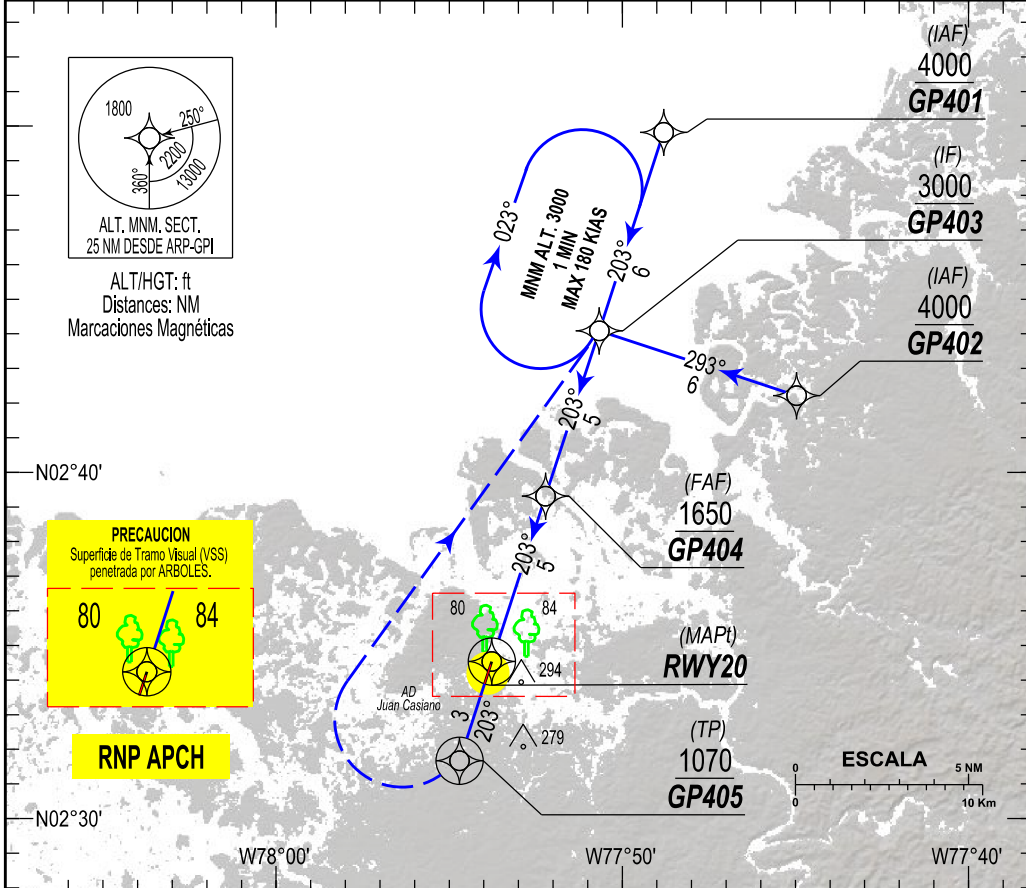 1800
250°
2200
13000
360°
ALT. MNM. SECT.
25 NM DESDE ARP-GPI
ALT/HGT: ft
Distances: NM
Marcaciones Magnéticas
(IAF)
4000
GP401
(IF)
3000
GP403
(IAF)
4000
GP402
023°
MNM ALT. 3000
1 MIN
MAX 180 KIAS
203°
6
293°
6
203°
5
N02°40'
(FAF)
1650
GP404
203°
5
PRECAUCION
Superficie de Tramo Visual (VSS)
penetrada por ARBOLES.
80
84
80
84
(MAPt)
RWY20
294
AD
Juan Casiano
3
203°
279
RNP APCH
(TP)
1070
GP405
ESCALA
0
5 NM
0
10 Km
N02°30'
W78°00'
W77°50'
W77°40'